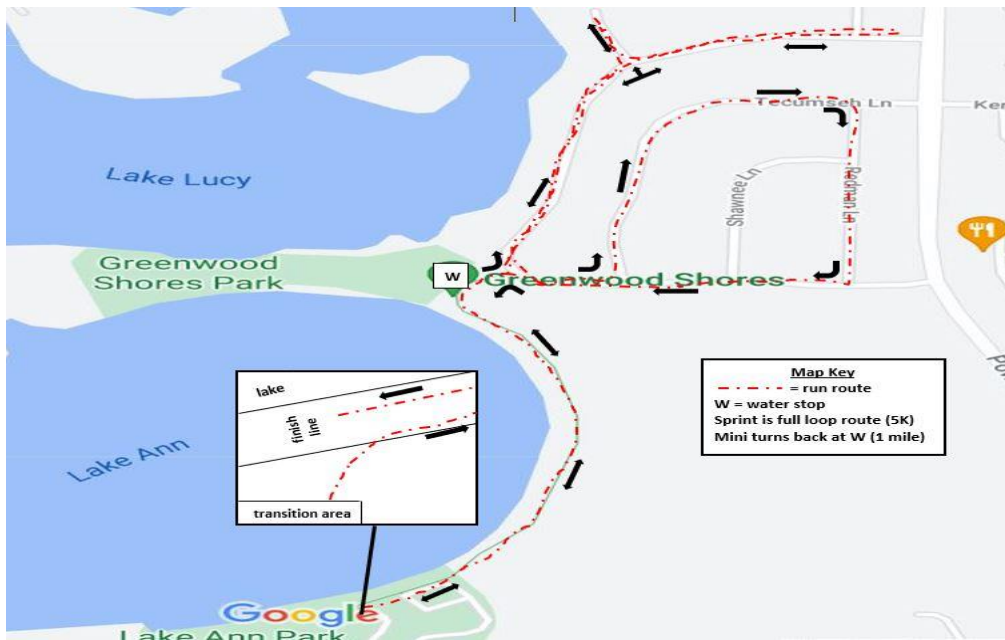 Tecumseh Ln
Ken
Lake Lucy
Shawnee Ln
Redman Ln
Greenwood
Shores Park
W
Greenwood Shores
Po
lake
finish
line
transition area
Lake Ann
Map Key
= run route
W = water stop
Sprint is full loop route (5K)
Mini turns back at W (1 mile)
Google
Lake Ann Park